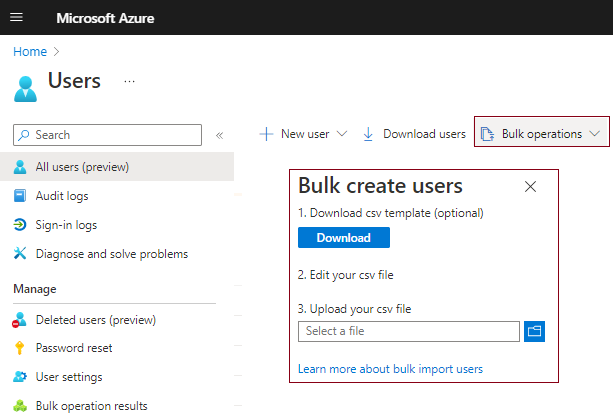 Microsoft Azure
Home >
Users ...
Search «
New user Download users Bulk operations
All users (preview)
Audit logs
Sign-in logs
Diagnose and solve problems
Manage
Deleted users (preview)
Password reset
User settings
Bulk operation results
Bulk create users
1. Download csv template (optional)
Download
2. Edit your csv file
3. Upload your csv file
Select a file
Learn more about bulk import users